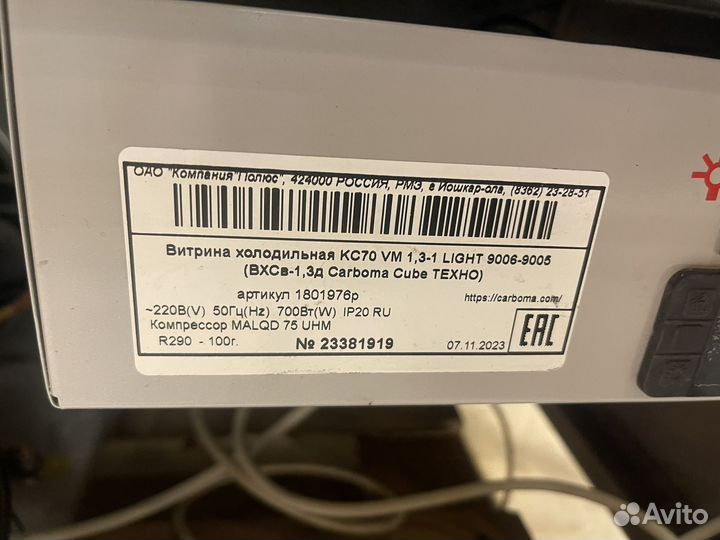 ОАО "Компания"Полюс", 424000 РОССИЯ, РМЭ, г Йошкар-ола, (8362) 23-28-51
Витрина холодильная KC70 VM 1,3-1 LIGHT 9006-9005
(ВХСв-1,3д Carboma Cube ТЕХНО)
артикул 1801976р https://carboma.com/
~220В(V) 50Гц(Hz) 700Вт(W) IP20 RU
Компрессор MALQD 75 UHM
R290 - 100г. № 23381919 07.11.2023 EAC
Avito